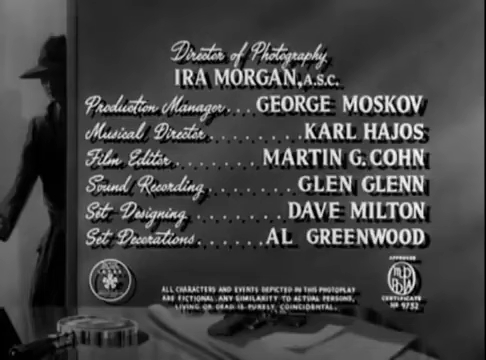 Director of Photography
IRA MORGAN, A.S.C.
Production Manager.... GEORGE MOSKOV
Musical Director......... KARL HAJOS
Film Editor........... MARTIN G. COHN
Sound Recording........ GLEN GLENN
Set Designing.......... DAVE MILTON
Set Decorations....... AL GREENWOOD
ALL CHARACTERS AND EVENTS DEPICTED IN THIS PHOTOPLAY
ARE FICTIONAL. ANY SIMILARITY TO ACTUAL PERSONS,
LIVING OR DEAD IS PURELY, COINCIDENTAL.
APPROVED
CERTIFICATE
Nº 9752